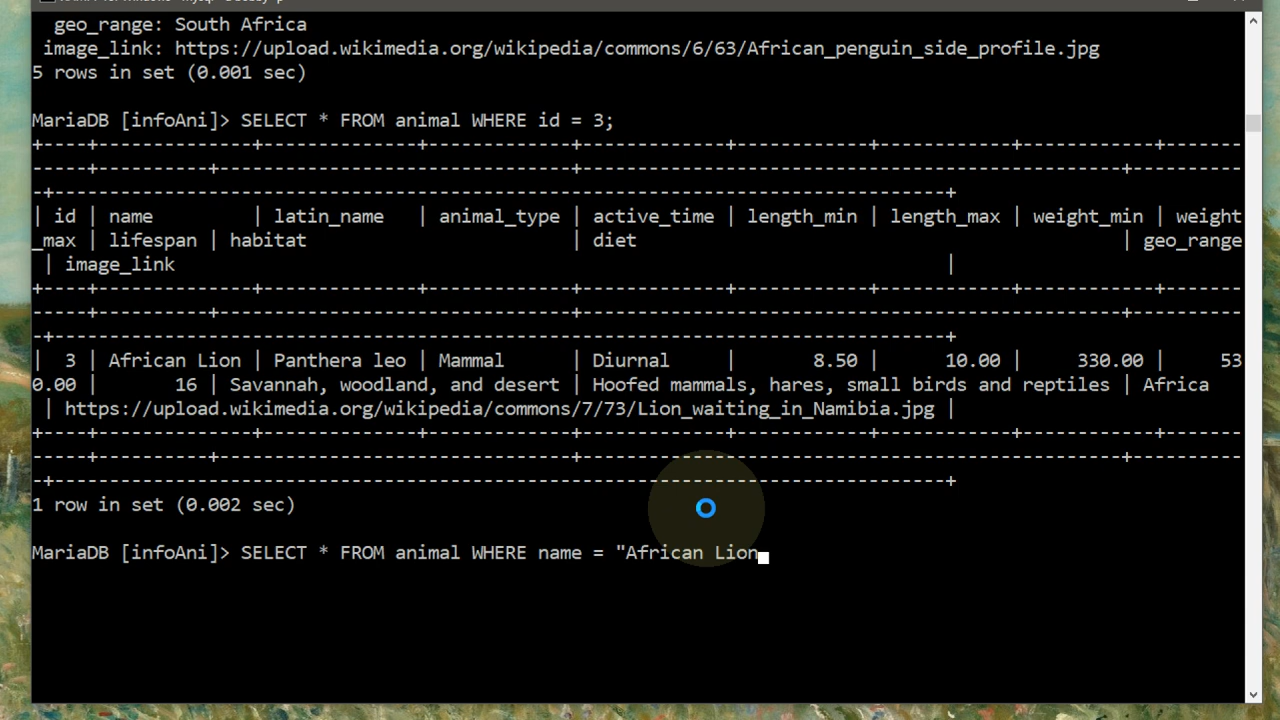 geo_range: South Africa
image_link: https://upload.wikimedia.org/wikipedia/commons/6/63/African_penguin_side_profile.jpg
5 rows in set (0.001 sec)
MariaDB [infoAni]> SELECT * FROM animal WHERE id = 3;
+----+--------------+--------------+-------------+-------------+------------+------------+------------+-------
-----+----------+--------------------------------+-------------------------------------------------+-----------
-+---------------------------------------------------------------------------------+
| id | name         | latin_name   | animal_type | active_time | length_min | length_max | weight_min | weight
_max | lifespan | habitat                        | diet                                            | geo_range
 | image_link                                                                      |
+----+--------------+--------------+-------------+-------------+------------+------------+------------+-------
-----+----------+--------------------------------+-------------------------------------------------+-----------
-+---------------------------------------------------------------------------------+
|  3 | African Lion | Panthera leo | Mammal      | Diurnal     |       8.50 |      10.00 |     330.00 |     53
0.00 |       16 | Savannah, woodland, and desert | Hoofed mammals, hares, small birds and reptiles | Africa
 | https://upload.wikimedia.org/wikipedia/commons/7/73/Lion_waiting_in_Namibia.jpg |
+----+--------------+--------------+-------------+-------------+------------+------------+------------+-------
-----+----------+--------------------------------+-------------------------------------------------+-----------
-+---------------------------------------------------------------------------------+
1 row in set (0.002 sec)
MariaDB [infoAni]> SELECT * FROM animal WHERE name = "African Lion